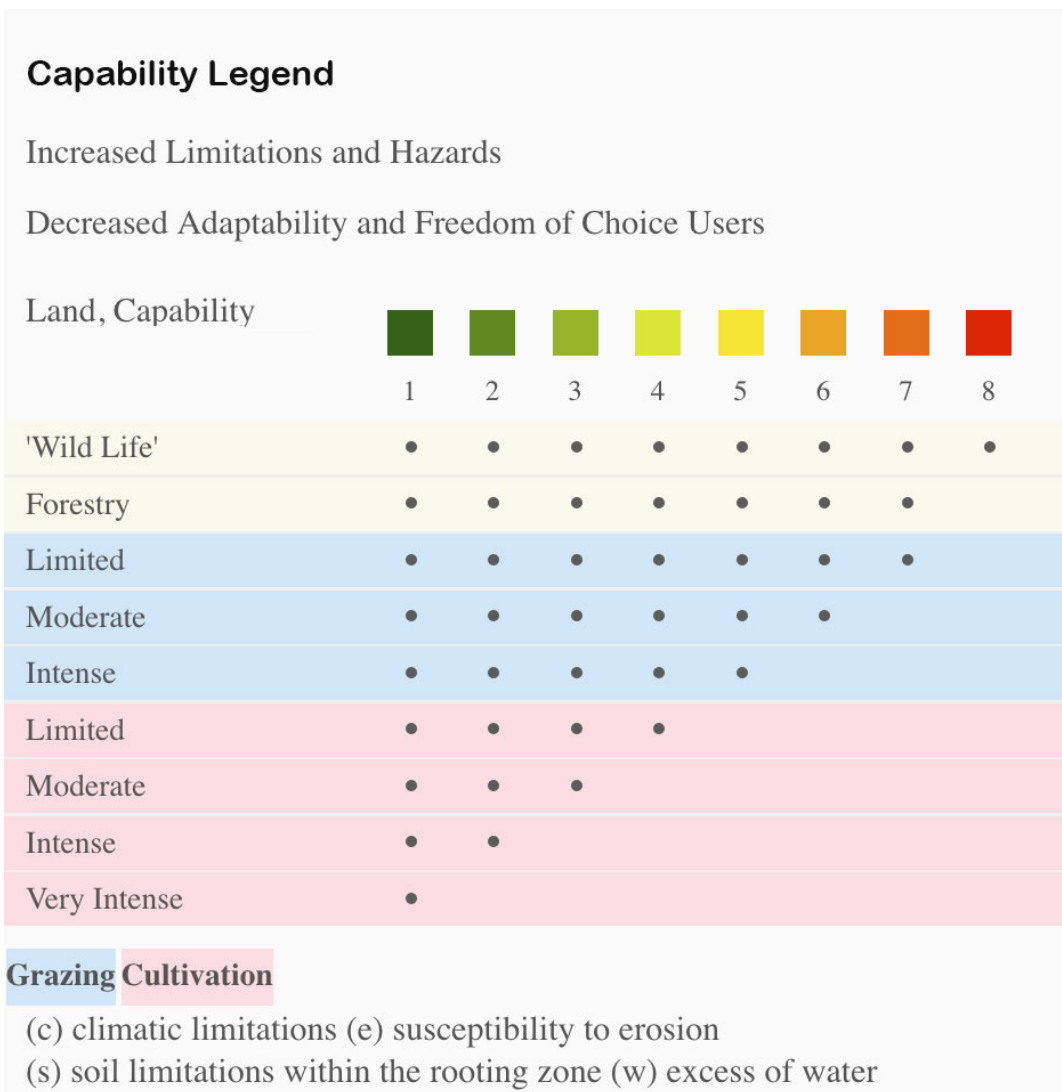 Capability Legend
Increased Limitations and Hazards
Decreased Adaptability and Freedom of Choice Users
Land, Capability
1 2 3 4 5 6 7 8
'Wild Life'
Forestry
Limited
Moderate
Intense
Limited
Moderate
Intense
Very Intense
Grazing Cultivation
(c) climatic limitations (e) susceptibility to erosion
(s) soil limitations within the rooting zone (w) excess of water